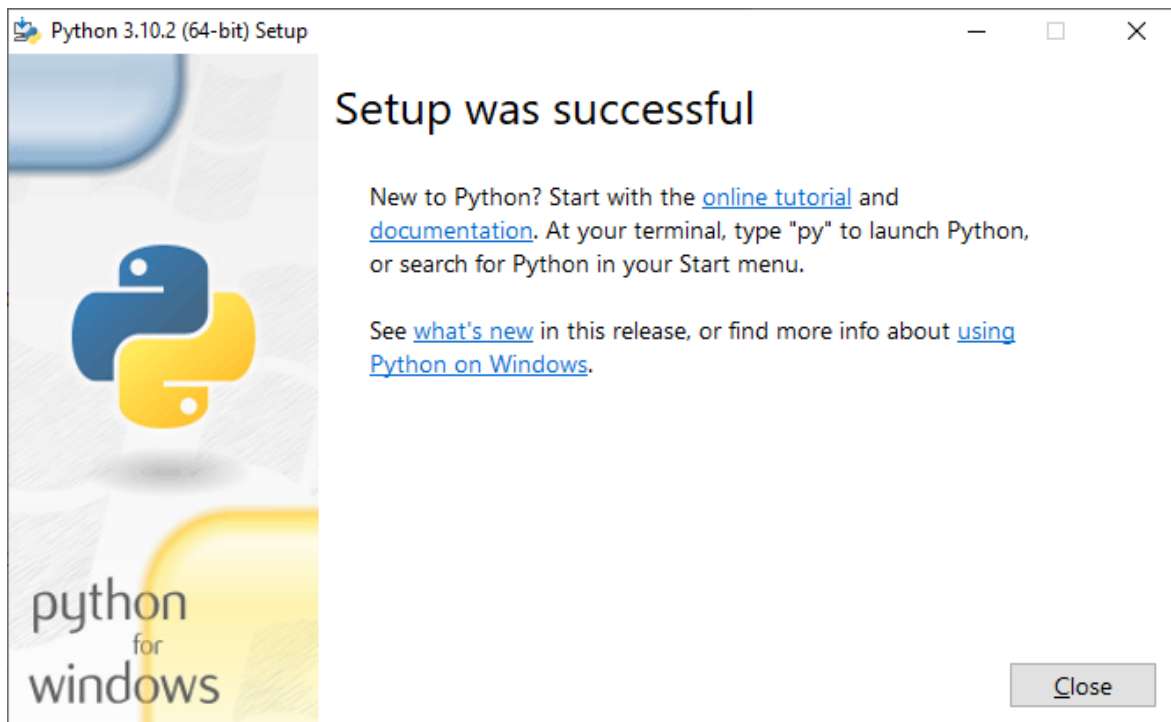 Python 3.10.2 (64-bit) Setup
Setup was successful
New to Python? Start with the online tutorial and
documentation. At your terminal, type "py" to launch Python,
or search for Python in your Start menu.
See what's new in this release, or find more info about using
Python on Windows.
python
for
windows
Close